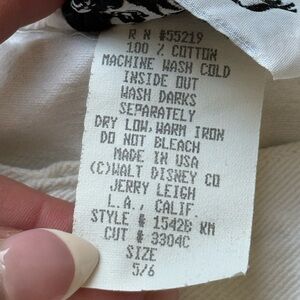 R N #55219
100 % COTTON
MACHINE WASH COLD
INSIDE OUT
WASH DARKS
SEPARATELY
DRY LOW, WARM IRON
DO NOT BLEACH
MADE IN USA
(C)WALT DISNEY CO
JERRY LEIGH
L.A., CALIF.
STYLE # 1542B KM
CUT # 3304C
SIZE
5/6